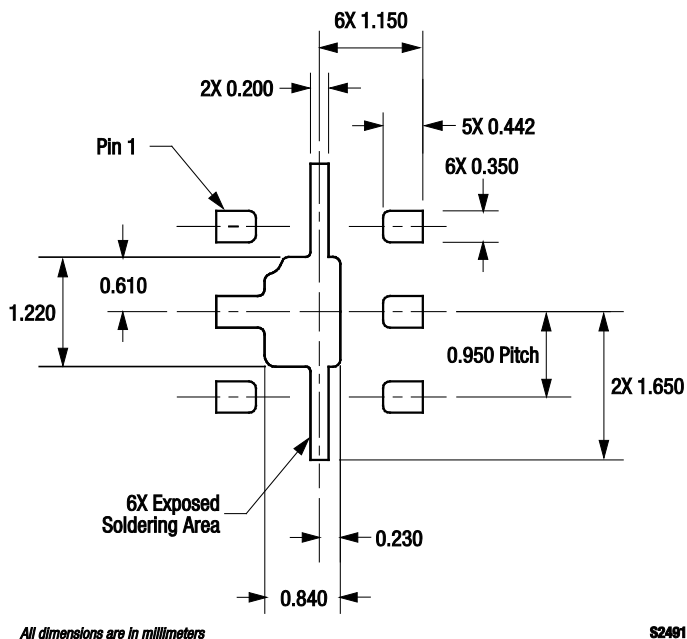 6X 1.150
2X 0.200
5X 0.442
Pin 1
6X 0.350
0.610
1.220
0.950 Pitch
2X 1.650
6X Exposed
Soldering Area
0.230
0.840
All dimensions are in millimeters
S2491